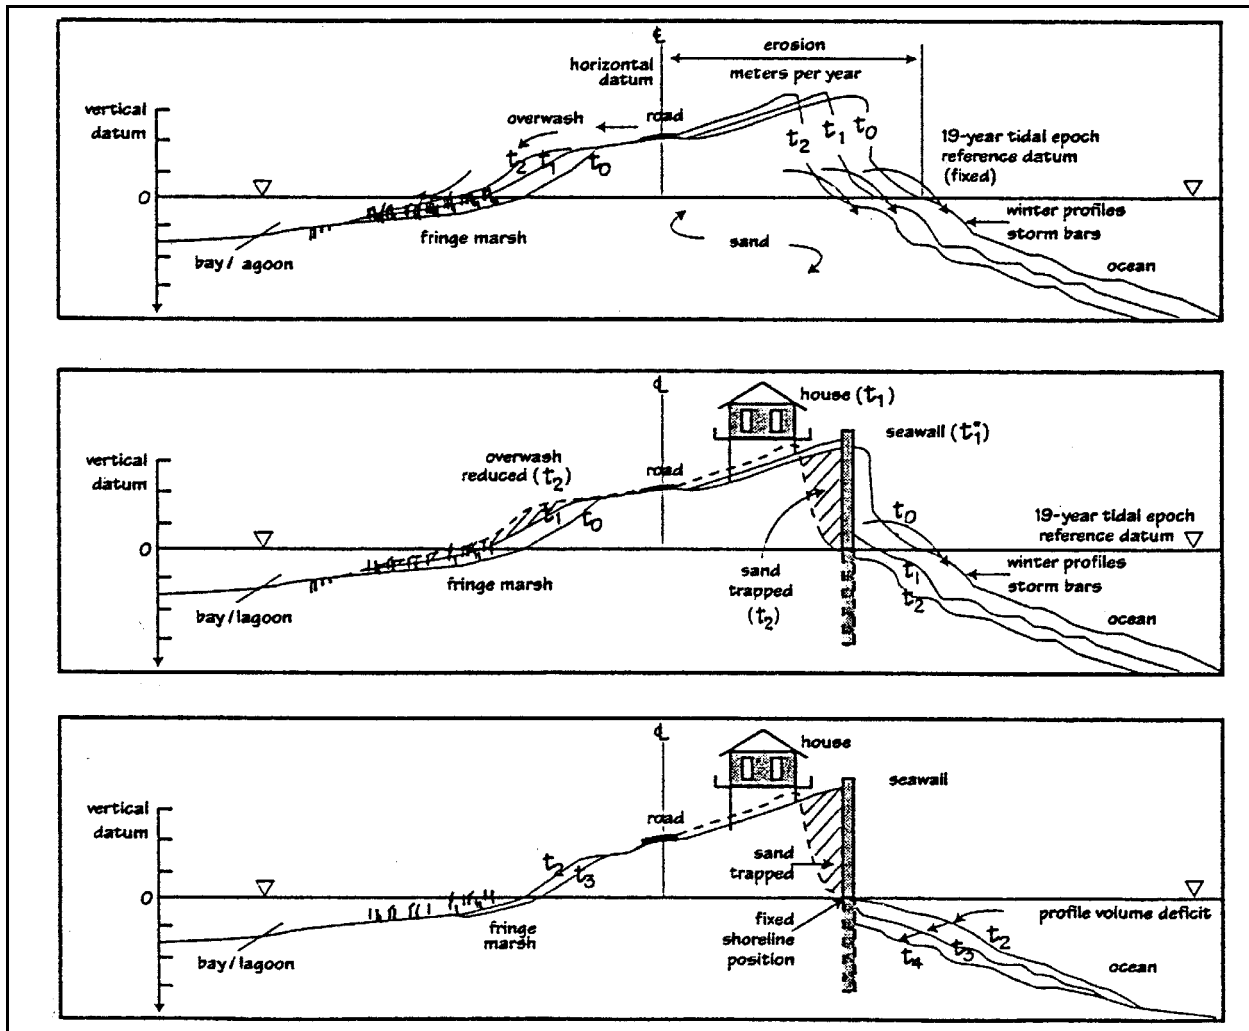 ℄
erosion
horizontal
datum
meters per year
vertical
datum
overwash
road
t2
t1
t0
t2
t1
t0
19-year tidal epoch
reference datum
(fixed)
0
winter profiles
storm bars
fringe marsh
sand
bay/ agoon
ocean
℄
house (t1)
seawall (t1*)
vertical
datum
overwash
reduced (t2)
road
t1
t0
t0
19-year tidal epoch
reference datum
0
fringe marsh
sand
trapped
(t2)
t1
t2
winter profiles
storm bars
bay/lagoon
ocean
℄
house
seawall
vertical
datum
road
t2
t3
sand
trapped
0
fringe
marsh
fixed
shoreline
position
profile volume deficit
t2
t3
t4
bay/lagoon
ocean